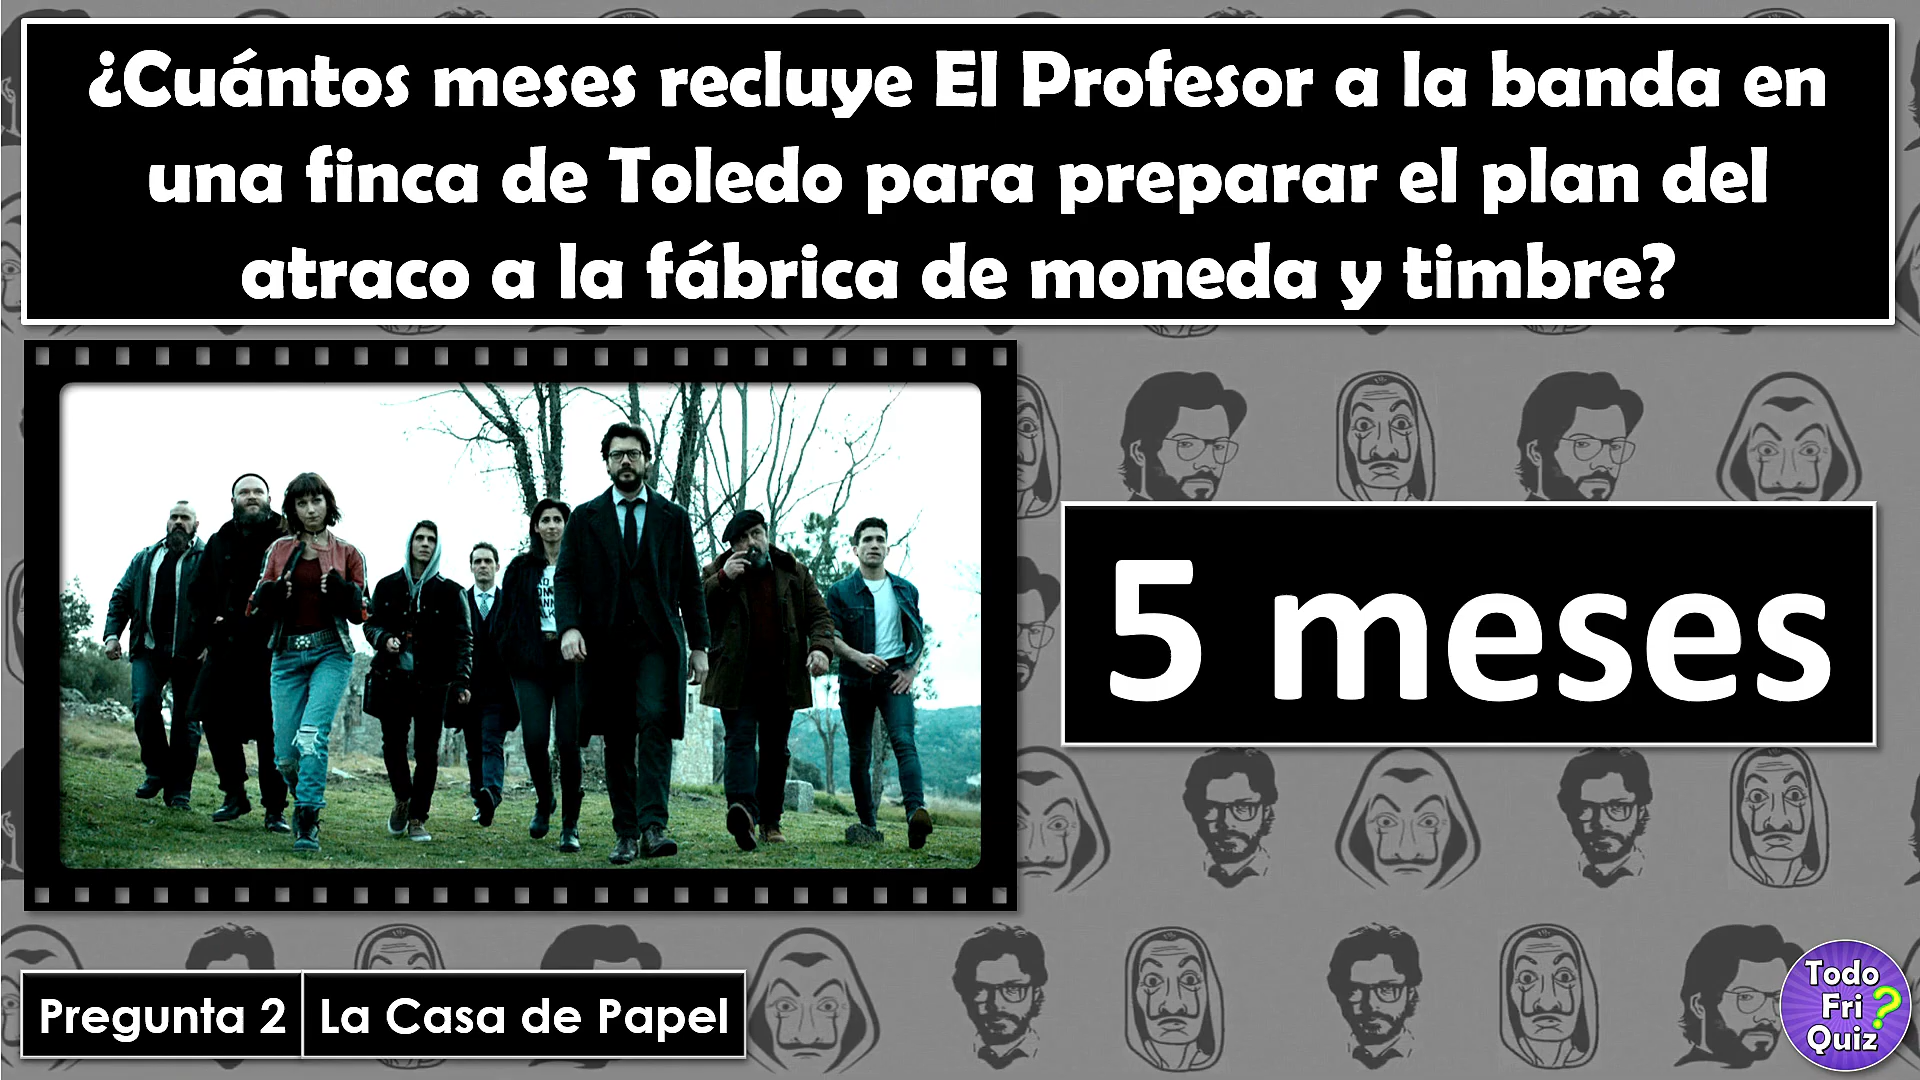 ¿Cuántos meses recluye El Profesor a la banda en
una finca de Toledo para preparar el plan del
atraco a la fábrica de moneda y timbre?
5 meses
Pregunta 2
La Casa de Papel
Todo
Fri
Quiz
?